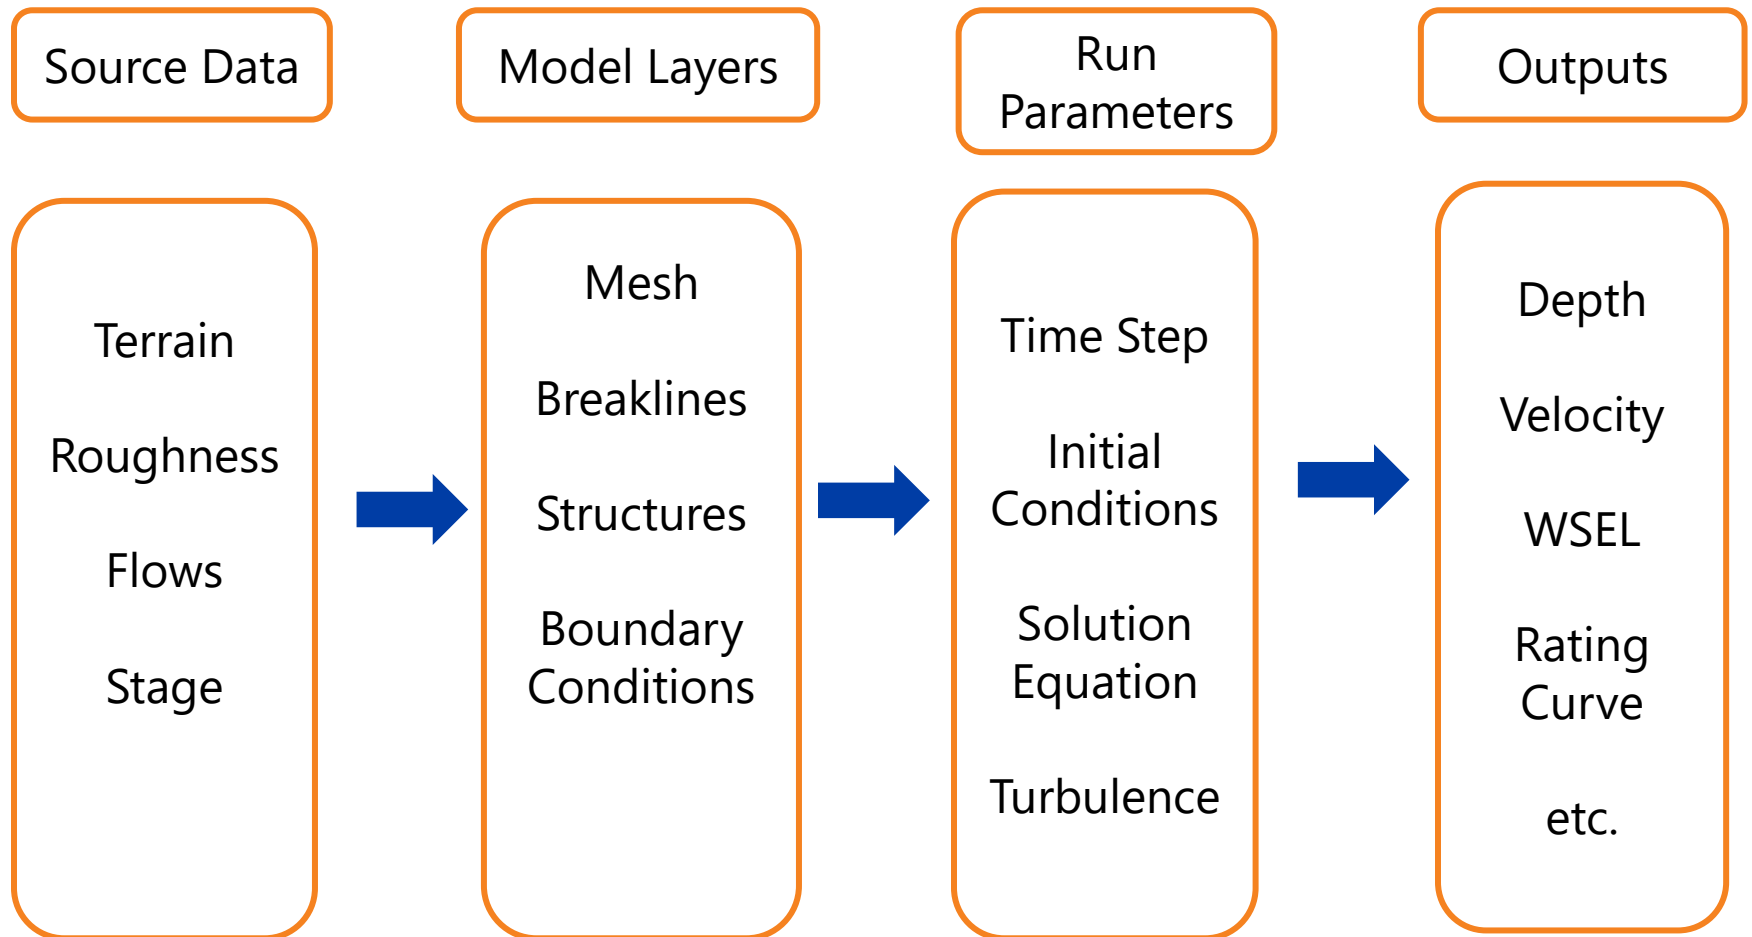 Source Data
Model Layers
Run
Parameters
Outputs
Terrain
Roughness
Flows
Stage
Mesh
Breaklines
Structures
Boundary
Conditions
Time Step
Initial
Conditions
Solution
Equation
Turbulence
Depth
Velocity
WSEL
Rating
Curve
etc.